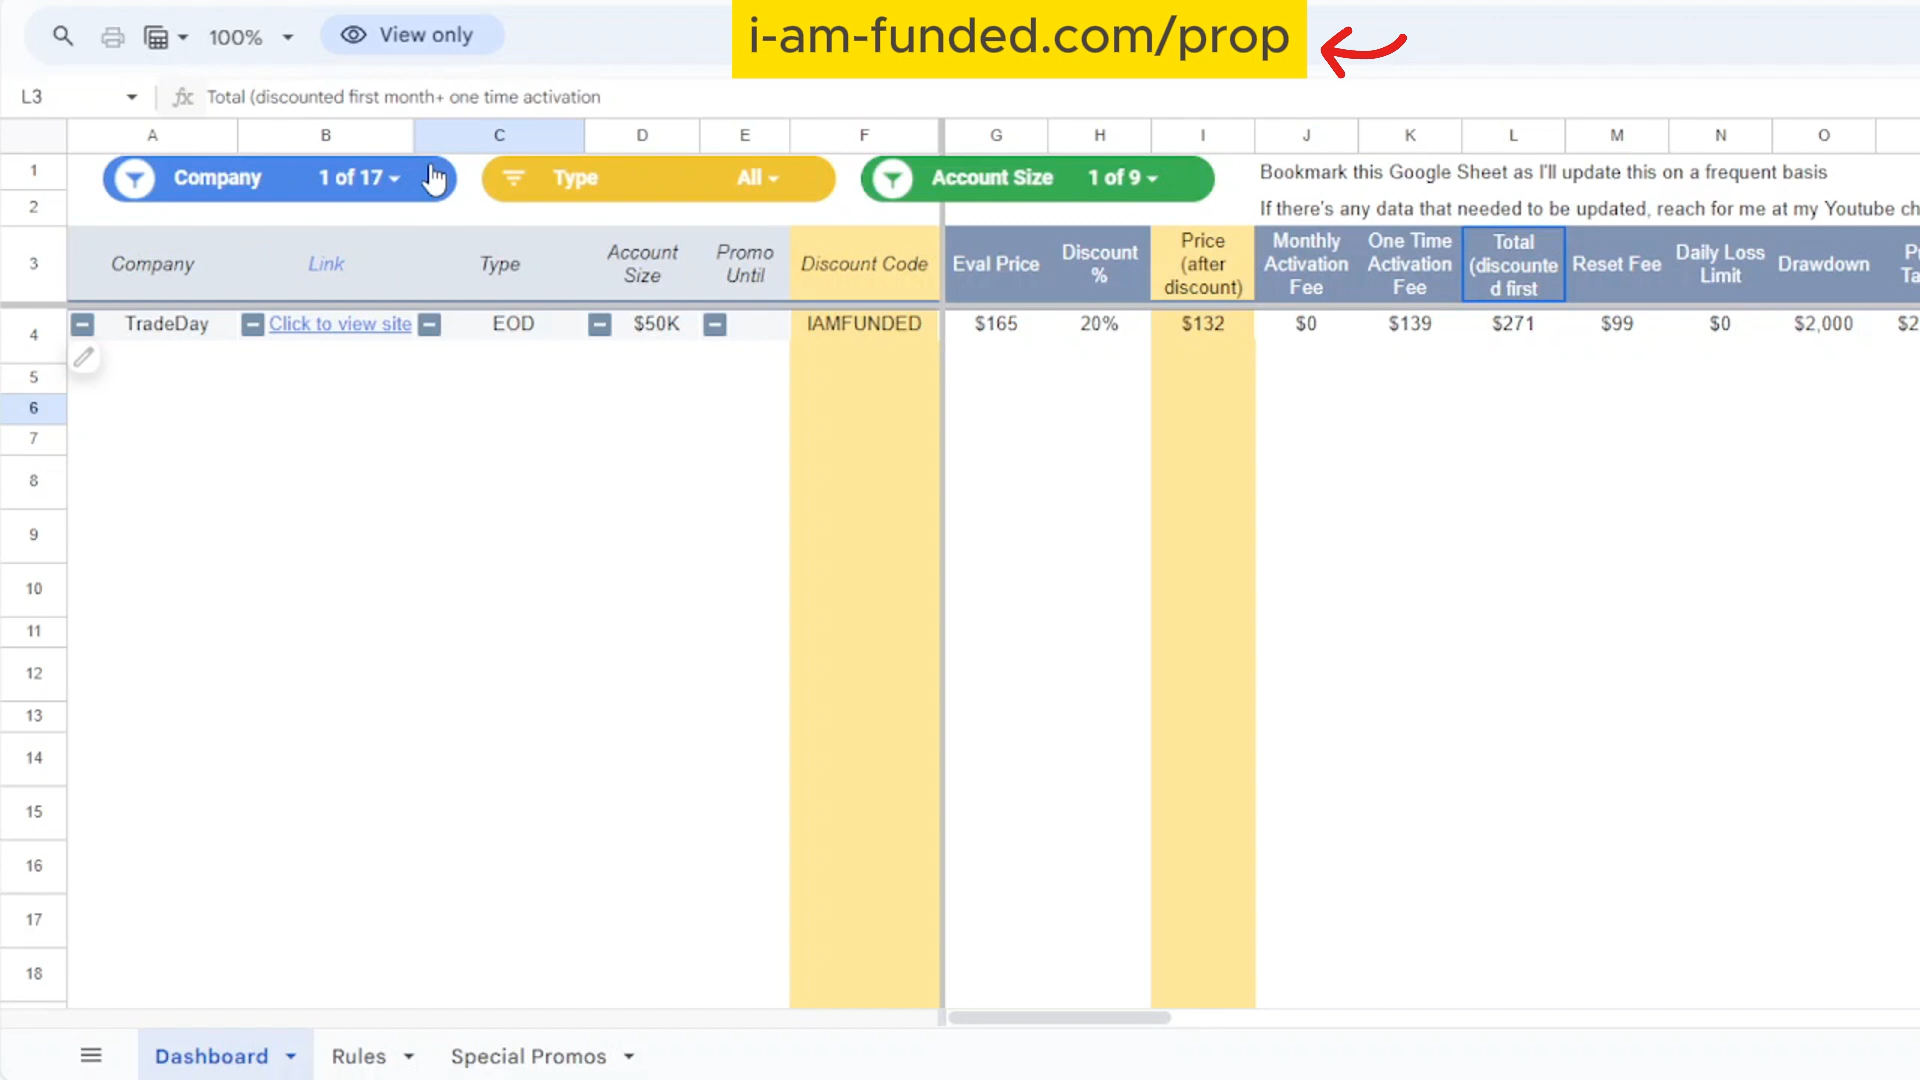 i-am-funded.com/prop
100%
View only
L3
fx
Total (discounted first month+ one time activation
A B C D E F G H I J K L M N O
1
Company 1 of 17
Type All
Account Size 1 of 9
Bookmark this Google Sheet as I'll update this on a frequent basis
2
If there's any data that needed to be updated, reach for me at my Youtube ch
3
Company
Link
Type
Account
Size
Promo
Until
Discount Code
Eval Price
Discount
%
Price
(after
discount)
Monthly
Activation
Fee
One Time
Activation
Fee
Total
(discounte
d first
Reset Fee
Daily Loss
Limit
Drawdown
4
TradeDay
Click to view site
EOD
$50K
IAMFUNDED
$165
20%
$132
$0
$139
$271
$99
$0
$2,000
5
6
7
8
9
10
11
12
13
14
15
16
17
18
Dashboard
Rules
Special Promos